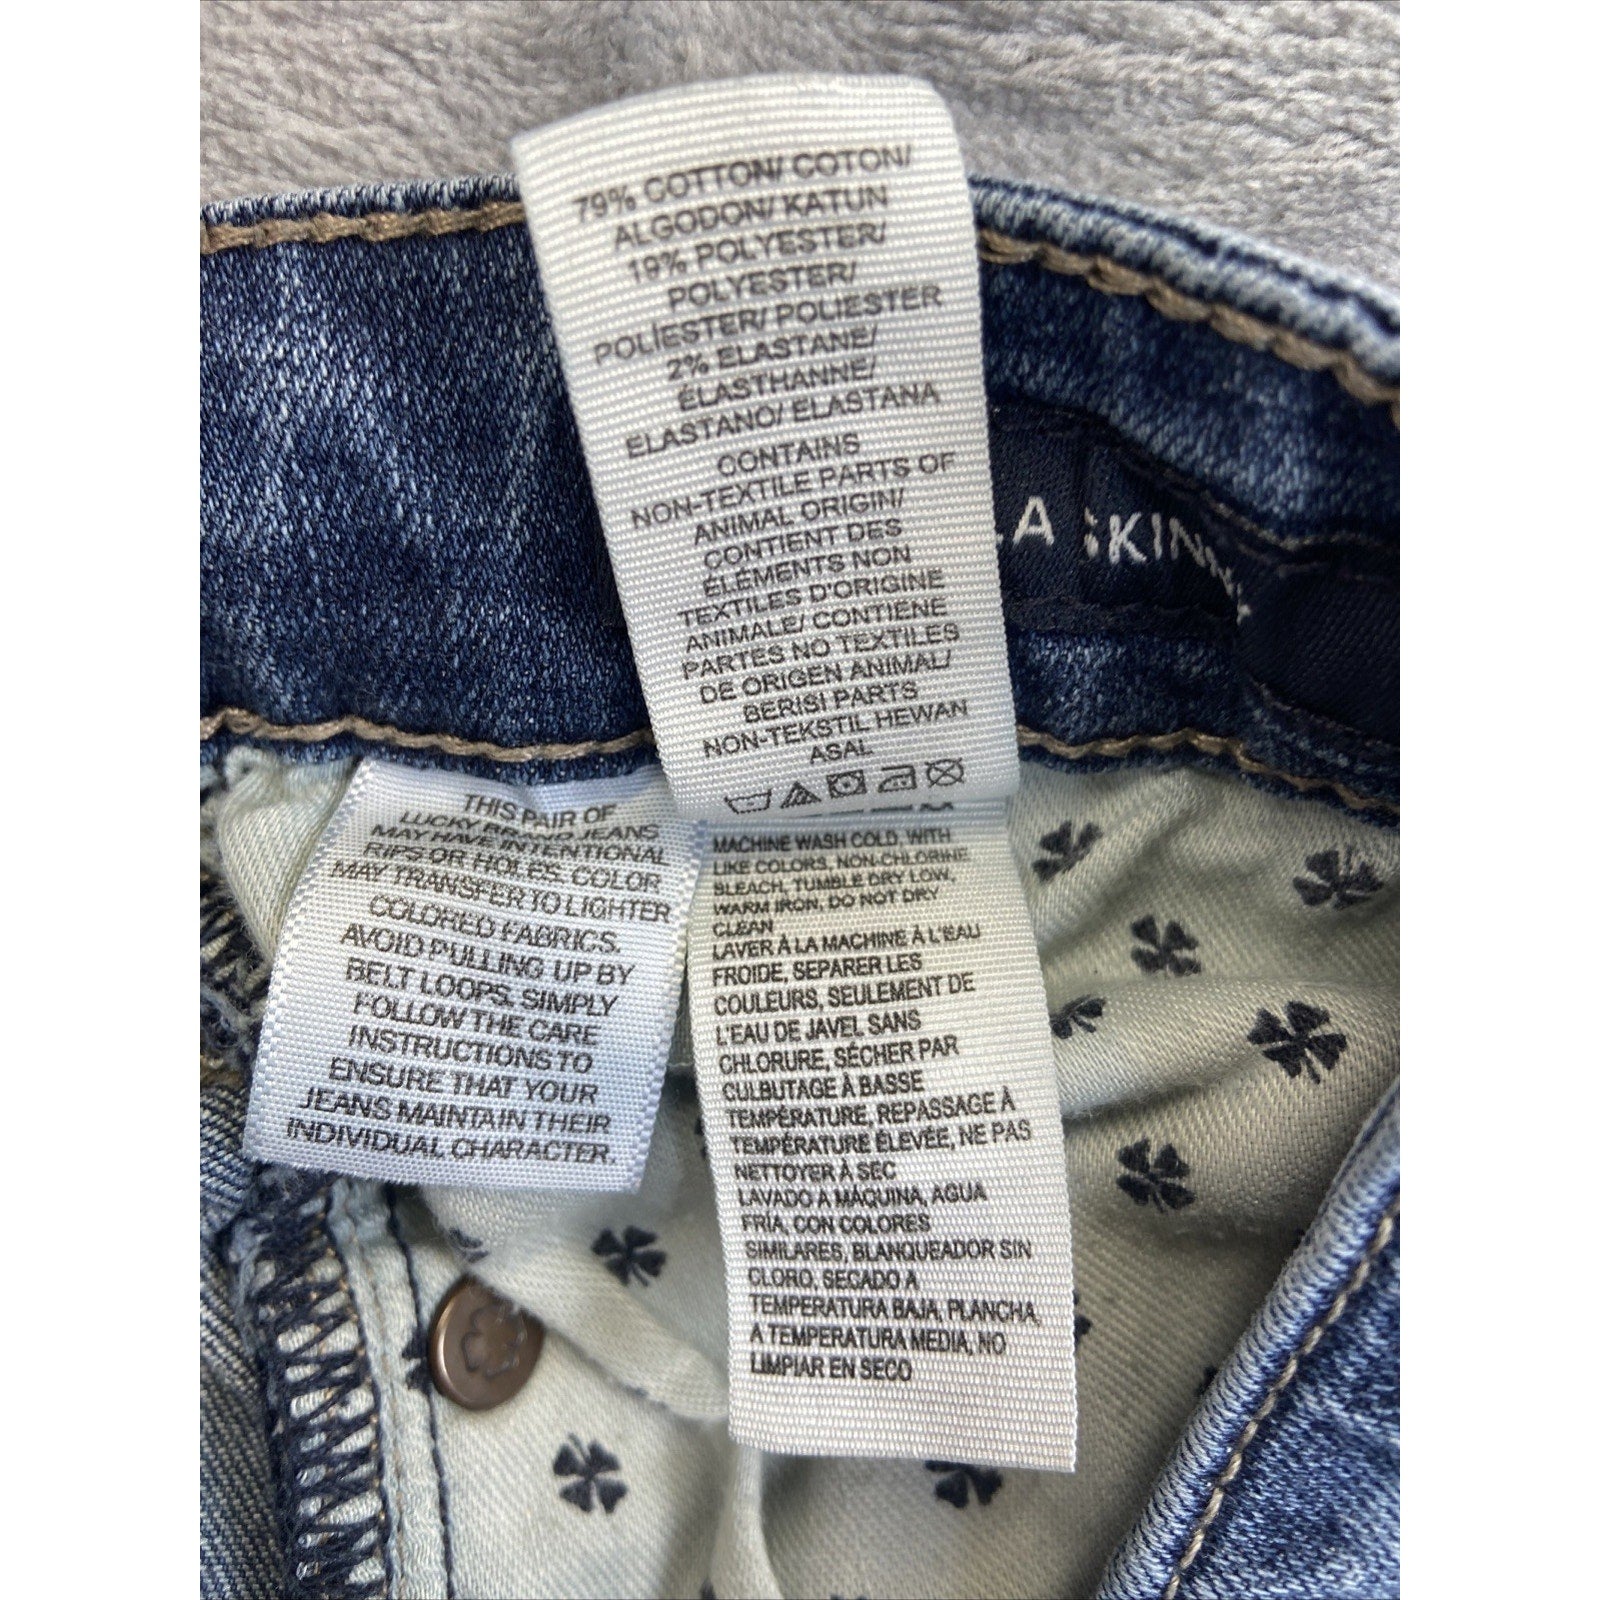 79% COTTON/ COTON/
ALGODON/ KATUN
19% POLYESTER/
POLYESTER/
POLÍESTER/ POLIESTER
2% ELASTANE/
ÉLASTHANNE/
ELASTANO/ ELASTANA
CONTAINS
NON-TEXTILE PARTS OF
ANIMAL ORIGIN/
CONTIENT DES
ÉLÉMENTS NON
TEXTILES D'ORIGINE
ANIMALE/ CONTIENE
PARTES NO TEXTILES
DE ORIGEN ANIMAL/
BERISI PARTS
NON-TEKSTIL HEWAN
ASAL
A SKINNY
THIS PAIR OF
LUCKY BRAND JEANS
MAY HAVE INTENTIONAL
RIPS OR HOLES. COLOR
MAY TRANSFER TO LIGHTER
COLORED FABRICS.
AVOID PULLING UP BY
BELT LOOPS. SIMPLY
FOLLOW THE CARE
INSTRUCTIONS TO
ENSURE THAT YOUR
JEANS MAINTAIN THEIR
INDIVIDUAL CHARACTER.
MACHINE WASH COLD, WITH
LIKE COLORS, NON-CHLORINE
BLEACH, TUMBLE DRY LOW,
WARM IRON, DO NOT DRY
CLEAN
LAVER À LA MACHINE À L'EAU
FROIDE, SEPARER LES
COULEURS, SEULEMENT DE
L'EAU DE JAVEL SANS
CHLORURE, SÉCHER PAR
CULBUTAGE À BASSE
TEMPÉRATURE, REPASSAGE À
TEMPÉRATURE ÉLEVÉE, NE PAS
NETTOYER À SEC
LAVADO A MÁQUINA, AGUA
FRÍA, CON COLORES
SIMILARES, BLANQUEADOR SIN
CLORO, SECADO A
TEMPERATURA BAJA, PLANCHA,
A TEMPERATURA MEDIA, NO
LIMPIAR EN SECO